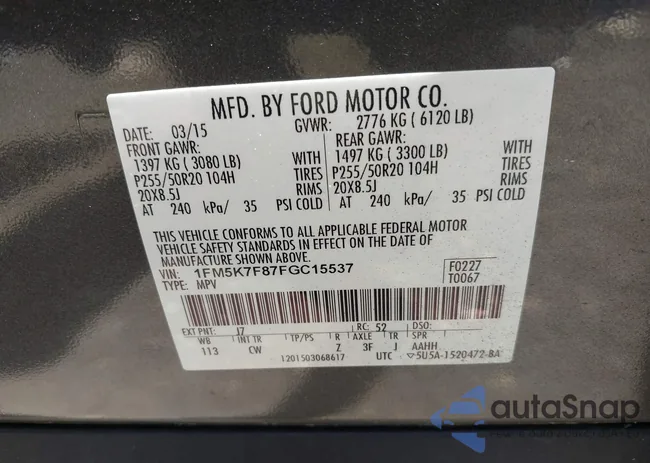 MFD. BY FORD MOTOR CO.
DATE: 03/15 GVWR: 2776 KG ( 6120 LB)
FRONT GAWR: REAR GAWR:
1397 KG ( 3080 LB) WITH 1497 KG ( 3300 LB) WITH
P255/50R20 104H TIRES P255/50R20 104H TIRES
20X8.5J RIMS 20X8.5J RIMS
AT 240 kPa/ 35 PSI COLD AT 240 kPa/ 35 PSI COLD
THIS VEHICLE CONFORMS TO ALL APPLICABLE FEDERAL MOTOR
VEHICLE SAFETY STANDARDS IN EFFECT ON THE DATE OF
MANUFACTURE SHOWN ABOVE.
VIN: 1FM5K7F87FGC15537 F0227
TYPE: MPV T0067
EXT PNT: J7 RC: 52 DSO:
WB INT TR TP/PS R AXLE TR SPR
113 CW Z 3F J AAHH
1201503068617 UTC ▽5U5A-1520472-BA
autoSnap